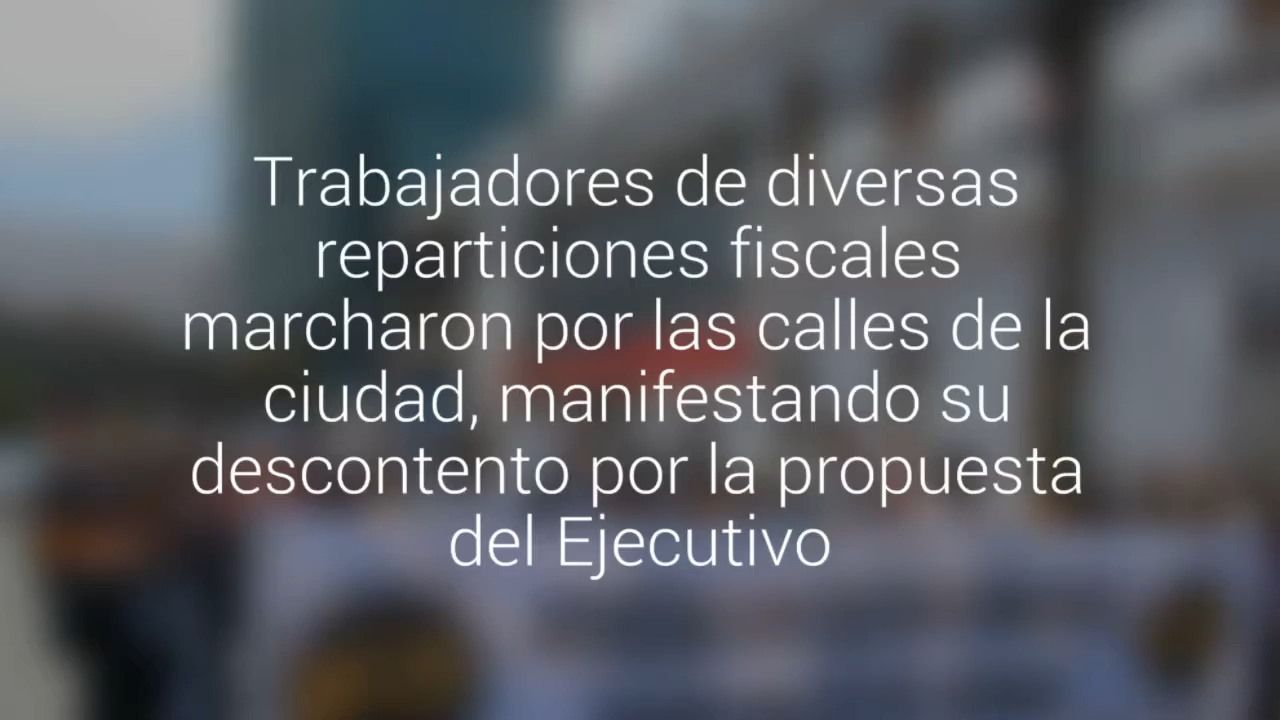 Trabajadores de diversas
reparticiones fiscales
marcharon por las calles de la
ciudad, manifestando su
descontento por la propuesta
del Ejecutivo